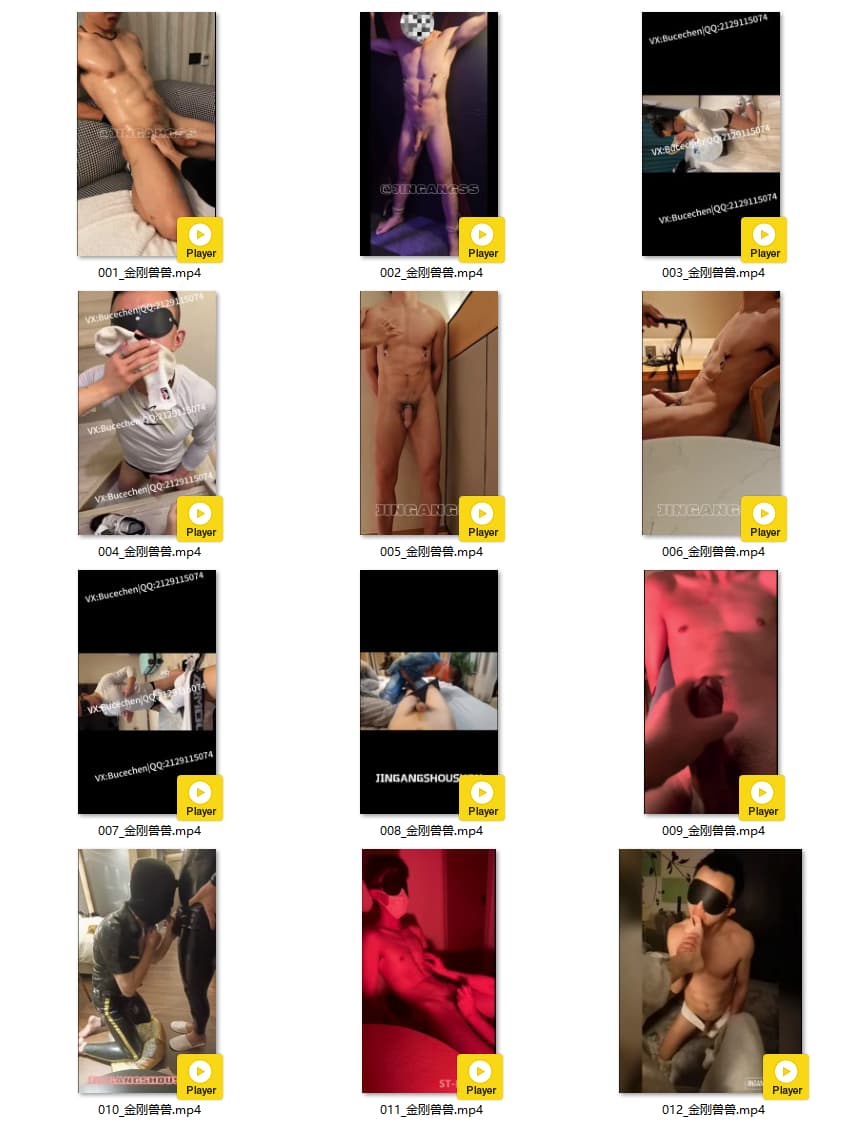 @JINGANGSS
Player
001_金刚兽兽.mp4
@JINGANGSS
Player
002_金刚兽兽.mp4
VX:Bucechen|QQ:2129115074
VX:Bucechen|QQ:2129115074
VX:Bucechen|QQ:2129115074
Player
003_金刚兽兽.mp4
VX:Bucechen|QQ:2129115074
VX:Bucechen|QQ:2129115074
VX:Bucechen|QQ:2129115074
Player
004_金刚兽兽.mp4
JINGANG
Player
005_金刚兽兽.mp4
JINGANG
Player
006_金刚兽兽.mp4
VX:Bucechen|QQ:2129115074
VX:Bucechen|QQ:2129115074
VX:Bucechen|QQ:2129115074
Player
007_金刚兽兽.mp4
JINGANGSHOUS
Player
008_金刚兽兽.mp4
Player
009_金刚兽兽.mp4
JINGANGSHOUS
Player
010_金刚兽兽.mp4
ST-
Player
011_金刚兽兽.mp4
Player
012_金刚兽兽.mp4